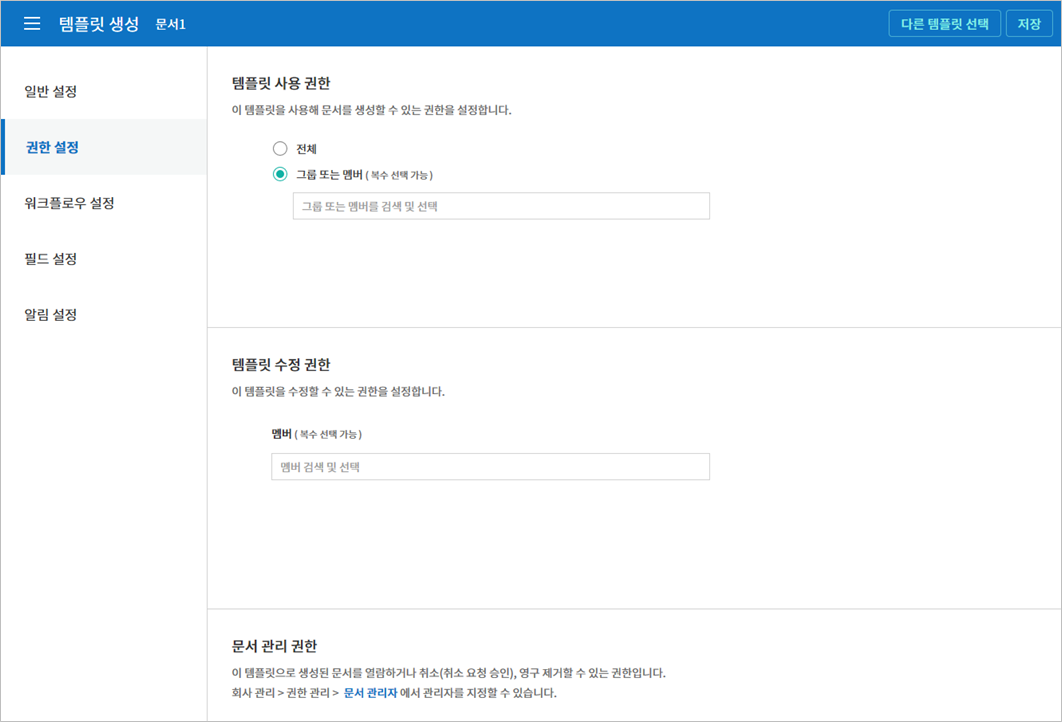 템플릿 생성 문서1 다른 템플릿 선택 저장
일반 설정
권한 설정
워크플로우 설정
필드 설정
알림 설정
템플릿 사용 권한
이 템플릿을 사용해 문서를 생성할 수 있는 권한을 설정합니다.
전체
그룹 또는 멤버 ( 복수 선택 가능 )
그룹 또는 멤버를 검색 및 선택
템플릿 수정 권한
이 템플릿을 수정할 수 있는 권한을 설정합니다.
멤버 ( 복수 선택 가능 )
멤버 검색 및 선택
문서 관리 권한
이 템플릿으로 생성된 문서를 열람하거나 취소(취소 요청 승인), 영구 제거할 수 있는 권한입니다.
회사 관리 > 권한 관리 > 문서 관리자 에서 관리자를 지정할 수 있습니다.